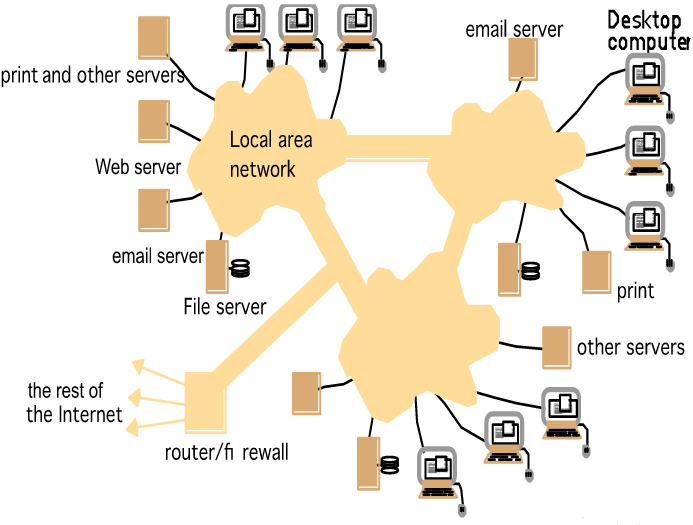 email server
Desktop
computer
print and other servers
Local area
network
Web server
email server
File server
print
other servers
the rest of
the Internet
router/fi rewall